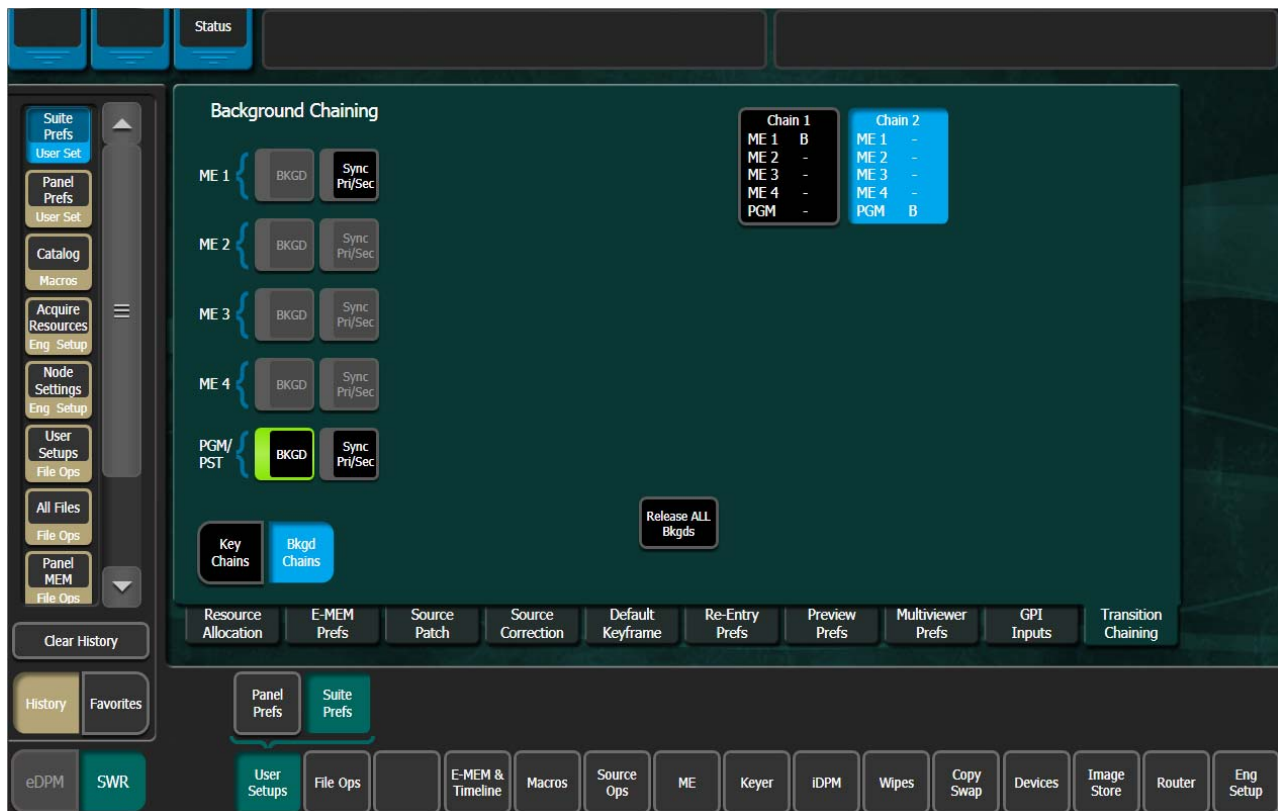 Status
Suite
Prefs
User Set
Panel
Prefs
User Set
Catalog
Macros
Acquire
Resources
Eng Setup
Node
Settings
Eng Setup
User
Setups
File Ops
All Files
File Ops
Panel
MEM
File Ops
Clear History
History Favorites
eDPM SWR
Background Chaining
ME 1 BKGD Sync
Pri/Sec
ME 2 BKGD Sync
Pri/Sec
ME 3 BKGD Sync
Pri/Sec
ME 4 BKGD Sync
Pri/Sec
PGM/
PST BKGD Sync
Pri/Sec
Chain 1
ME 1 B
ME 2 -
ME 3 -
ME 4 -
PGM -
Chain 2
ME 1 -
ME 2 -
ME 3 -
ME 4 -
PGM B
Release ALL
Bkgds
Key
Chains
Bkgd
Chains
Resource
Allocation
E-MEM
Prefs
Source
Patch
Source
Correction
Default
Keyframe
Re-Entry
Prefs
Preview
Prefs
Multiviewer
Prefs
GPI
Inputs
Transition
Chaining
Panel
Prefs
Suite
Prefs
User
Setups
File Ops
E-MEM &
Timeline
Macros
Source
Ops
ME
Keyer
iDPM
Wipes
Copy
Swap
Devices
Image
Store
Router
Eng
Setup